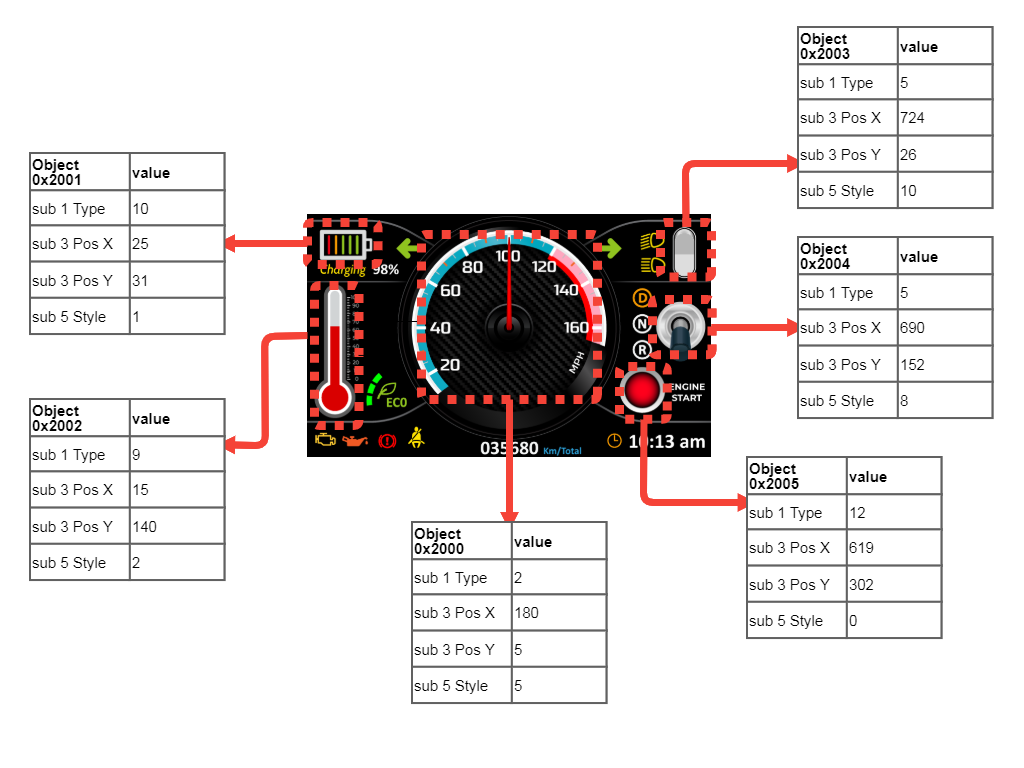 Object
0x2003
value
sub 1 Type
5
sub 3 Pos X
724
sub 3 Pos Y
26
sub 5 Style
10
Object
0x2001
value
sub 1 Type
10
sub 3 Pos X
25
sub 3 Pos Y
31
sub 5 Style
1
Charging
98%
20
40
60
80
100
120
140
160
MPH
D
N
R
ECO
ENGINE
START
035680 Km/Total
10:13 am
Object
0x2004
value
sub 1 Type
5
sub 3 Pos X
690
sub 3 Pos Y
152
sub 5 Style
8
Object
0x2002
value
sub 1 Type
9
sub 3 Pos X
15
sub 3 Pos Y
140
sub 5 Style
2
Object
0x2005
value
sub 1 Type
12
sub 3 Pos X
619
sub 3 Pos Y
302
sub 5 Style
0
Object
0x2000
value
sub 1 Type
2
sub 3 Pos X
180
sub 3 Pos Y
5
sub 5 Style
5